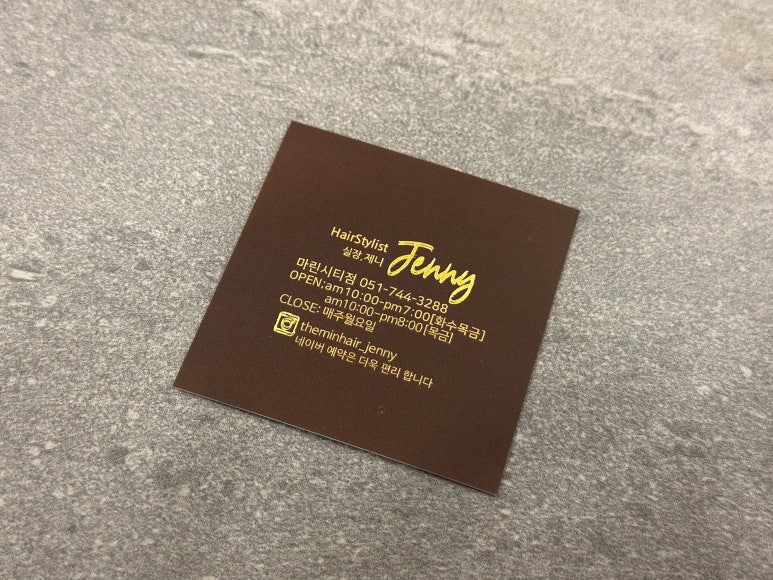 HairStylist
실장.제니
Jenny
마린시티점 051-744-3288
OPEN:am10:00~pm7:00[화수목금]
am10:00~pm8:00[목금]
CLOSE: 매주월요일
theminhair_jenny
네이버 예약은 더욱 편리 합니다